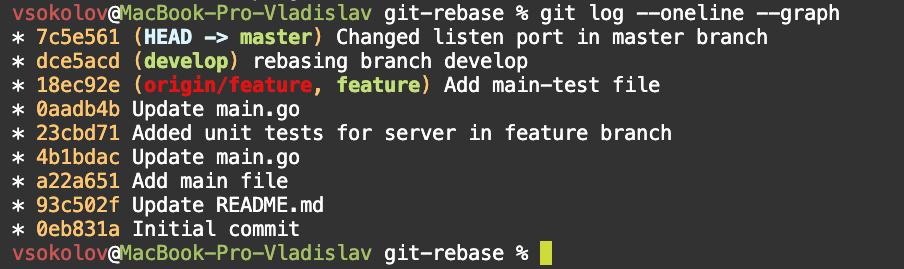 vsokolov@MacBook-Pro-Vladislav git-rebase % git log --oneline --graph
* 7c5e561 (HEAD -> master) Changed listen port in master branch
* dce5acd (develop) rebasing branch develop
* 18ec92e (origin/feature, feature) Add main-test file
* 0aadb4b Update main.go
* 23cbd71 Added unit tests for server in feature branch
* 4b1bdac Update main.go
* a22a651 Add main file
* 93c502f Update README.md
* 0eb831a Initial commit
vsokolov@MacBook-Pro-Vladislav git-rebase %